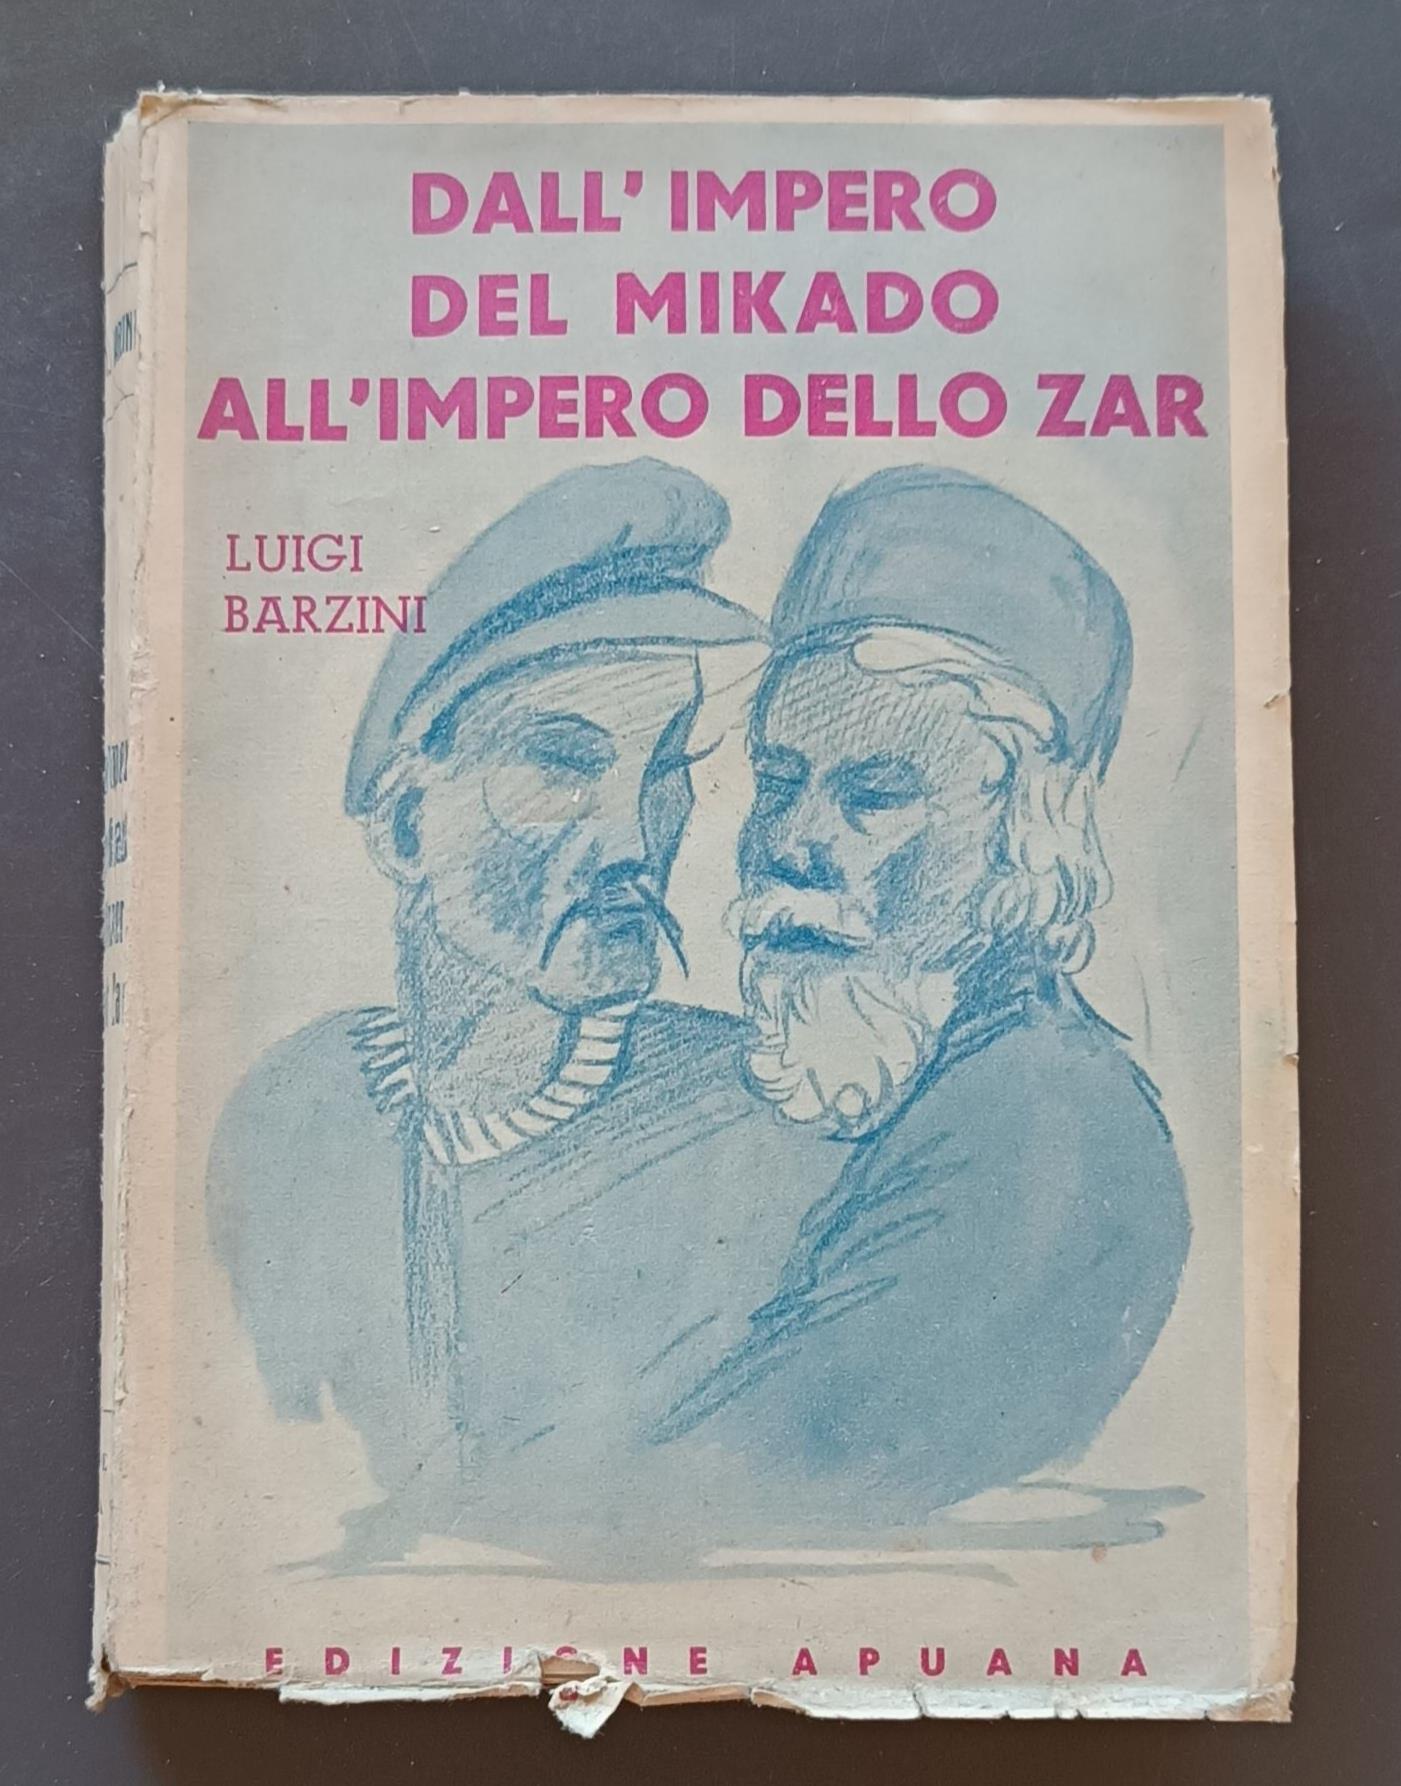 DALL' IMPERO
DEL MIKADO
ALL'IMPERO DELLO ZAR
LUIGI
BARZINI
EDIZIONE APUANA